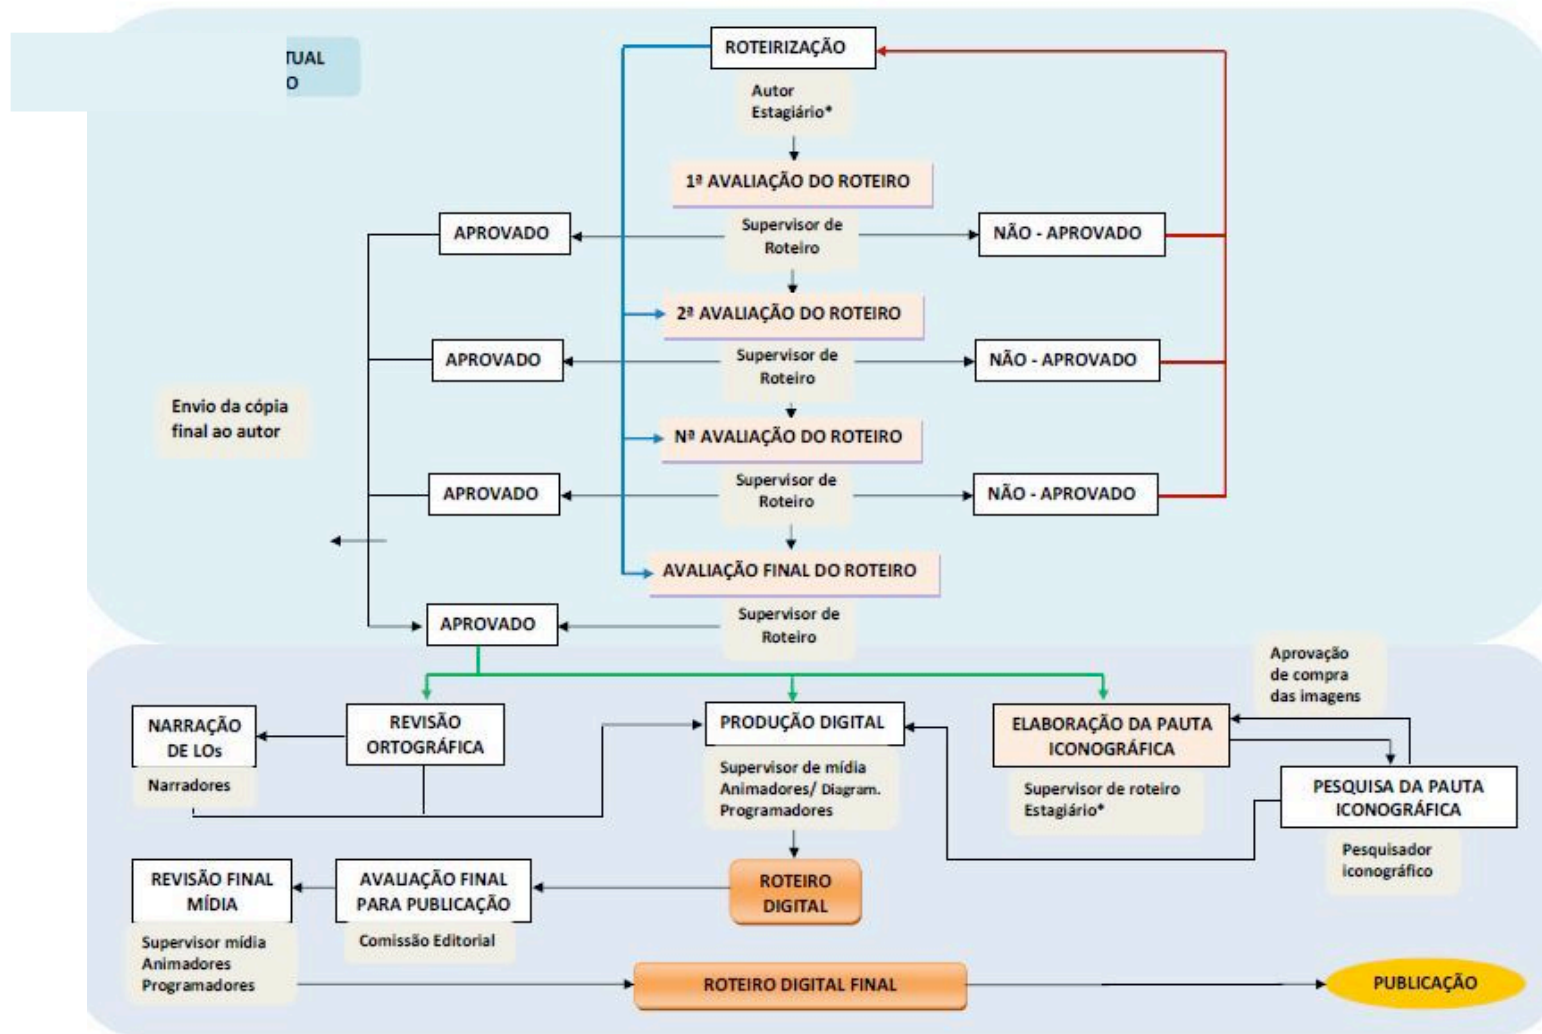 TUAL
O
ROTEIRIZAÇÃO
Autor
Estagiário*
1ª AVALIAÇÃO DO ROTEIRO
APROVADO
Supervisor de
Roteiro
NÃO - APROVADO
2ª AVALIAÇÃO DO ROTEIRO
APROVADO
Supervisor de
Roteiro
NÃO - APROVADO
Envio da cópia
final ao autor
Nª AVALIAÇÃO DO ROTEIRO
APROVADO
Supervisor de
Roteiro
NÃO - APROVADO
AVALIAÇÃO FINAL DO ROTEIRO
APROVADO
Supervisor de
Roteiro
Aprovação
de compra
das imagens
NARRAÇÃO
DE LOs
Narradores
REVISÃO
ORTOGRÁFICA
PRODUÇÃO DIGITAL
Supervisor de mídia
Animadores/ Diagram.
Programadores
ELABORAÇÃO DA PAUTA
ICONOGRÁFICA
Supervisor de roteiro
Estagiário*
PESQUISA DA PAUTA
ICONOGRÁFICA
Pesquisador
iconográfico
REVISÃO FINAL
MÍDIA
Supervisor mídia
Animadores
Programadores
AVALIAÇÃO FINAL
PARA PUBLICAÇÃO
Comissão Editorial
ROTEIRO
DIGITAL
ROTEIRO DIGITAL FINAL
PUBLICAÇÃO